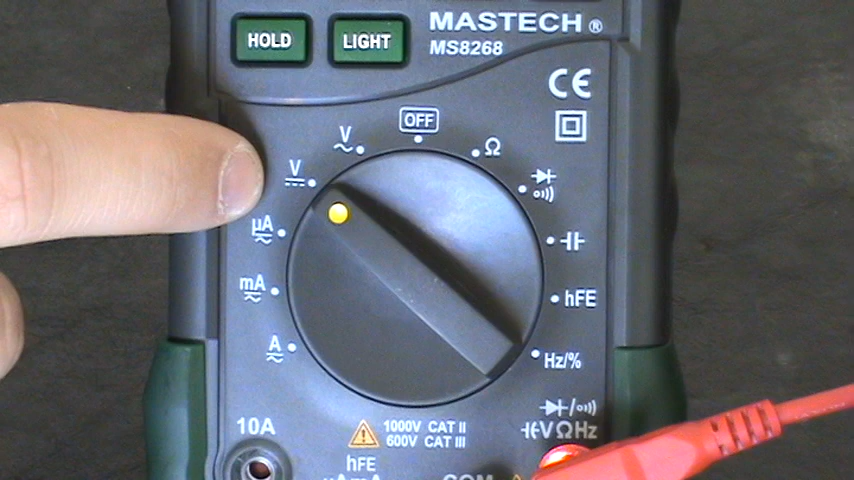 HOLD
LIGHT
MASTECH ®
MS8268
CE
OFF
V
V
Ω
µA
mA
hFE
A
Hz/%
10A
1000V CAT II
600V CAT III
VΩHz
hFE
COM